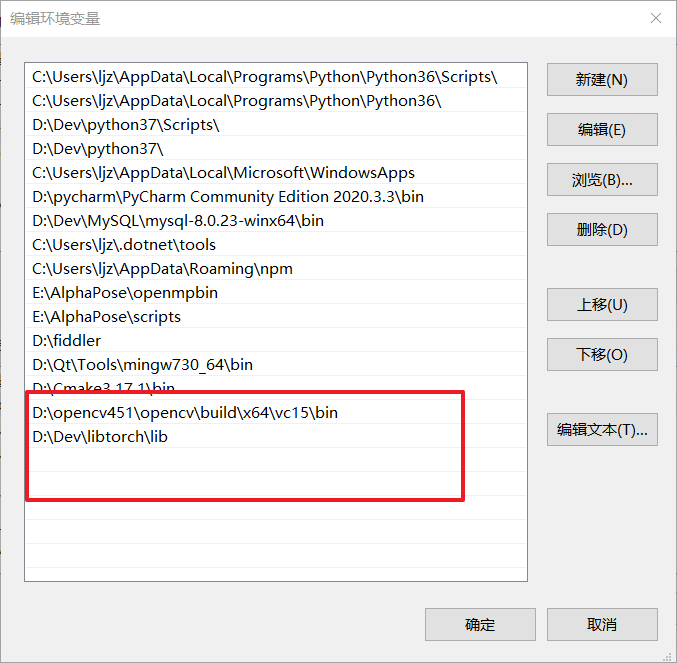 编辑环境变量
C:\Users\ljz\AppData\Local\Programs\Python\Python36\Scripts\
C:\Users\ljz\AppData\Local\Programs\Python\Python36\
D:\Dev\python37\Scripts\
D:\Dev\python37\
C:\Users\ljz\AppData\Local\Microsoft\WindowsApps
D:\pycharm\PyCharm Community Edition 2020.3.3\bin
D:\Dev\MySQL\mysql-8.0.23-winx64\bin
C:\Users\ljz\.dotnet\tools
C:\Users\ljz\AppData\Roaming\npm
E:\AlphaPose\openmpbin
E:\AlphaPose\scripts
D:\fiddler
D:\Qt\Tools\mingw730_64\bin
D:\Cmake3.17.1\bin
D:\opencv451\opencv\build\x64\vc15\bin
D:\Dev\libtorch\lib
新建(N)
编辑(E)
浏览(B)...
删除(D)
上移(U)
下移(O)
编辑文本(T)...
确定
取消